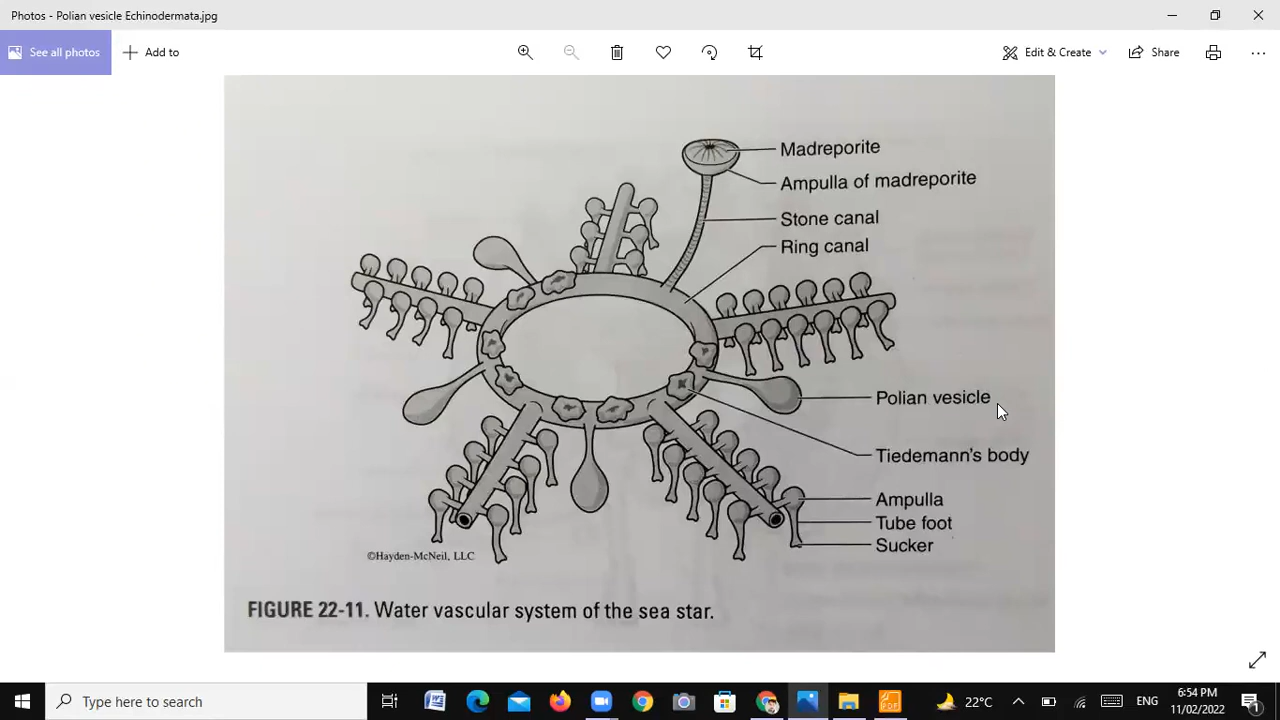 Photos - Polian vesicle Echinodermata.jpg
See all photos
Add to
Edit & Create
Share
Madreporite
Ampulla of madreporite
Stone canal
Ring canal
Polian vesicle
Tiedemann's body
Ampulla
Tube foot
Sucker
©Hayden-McNeil, LLC
FIGURE 22-11. Water vascular system of the sea star.
Type here to search
22°C
ENG
6:54 PM
11/02/2022
1